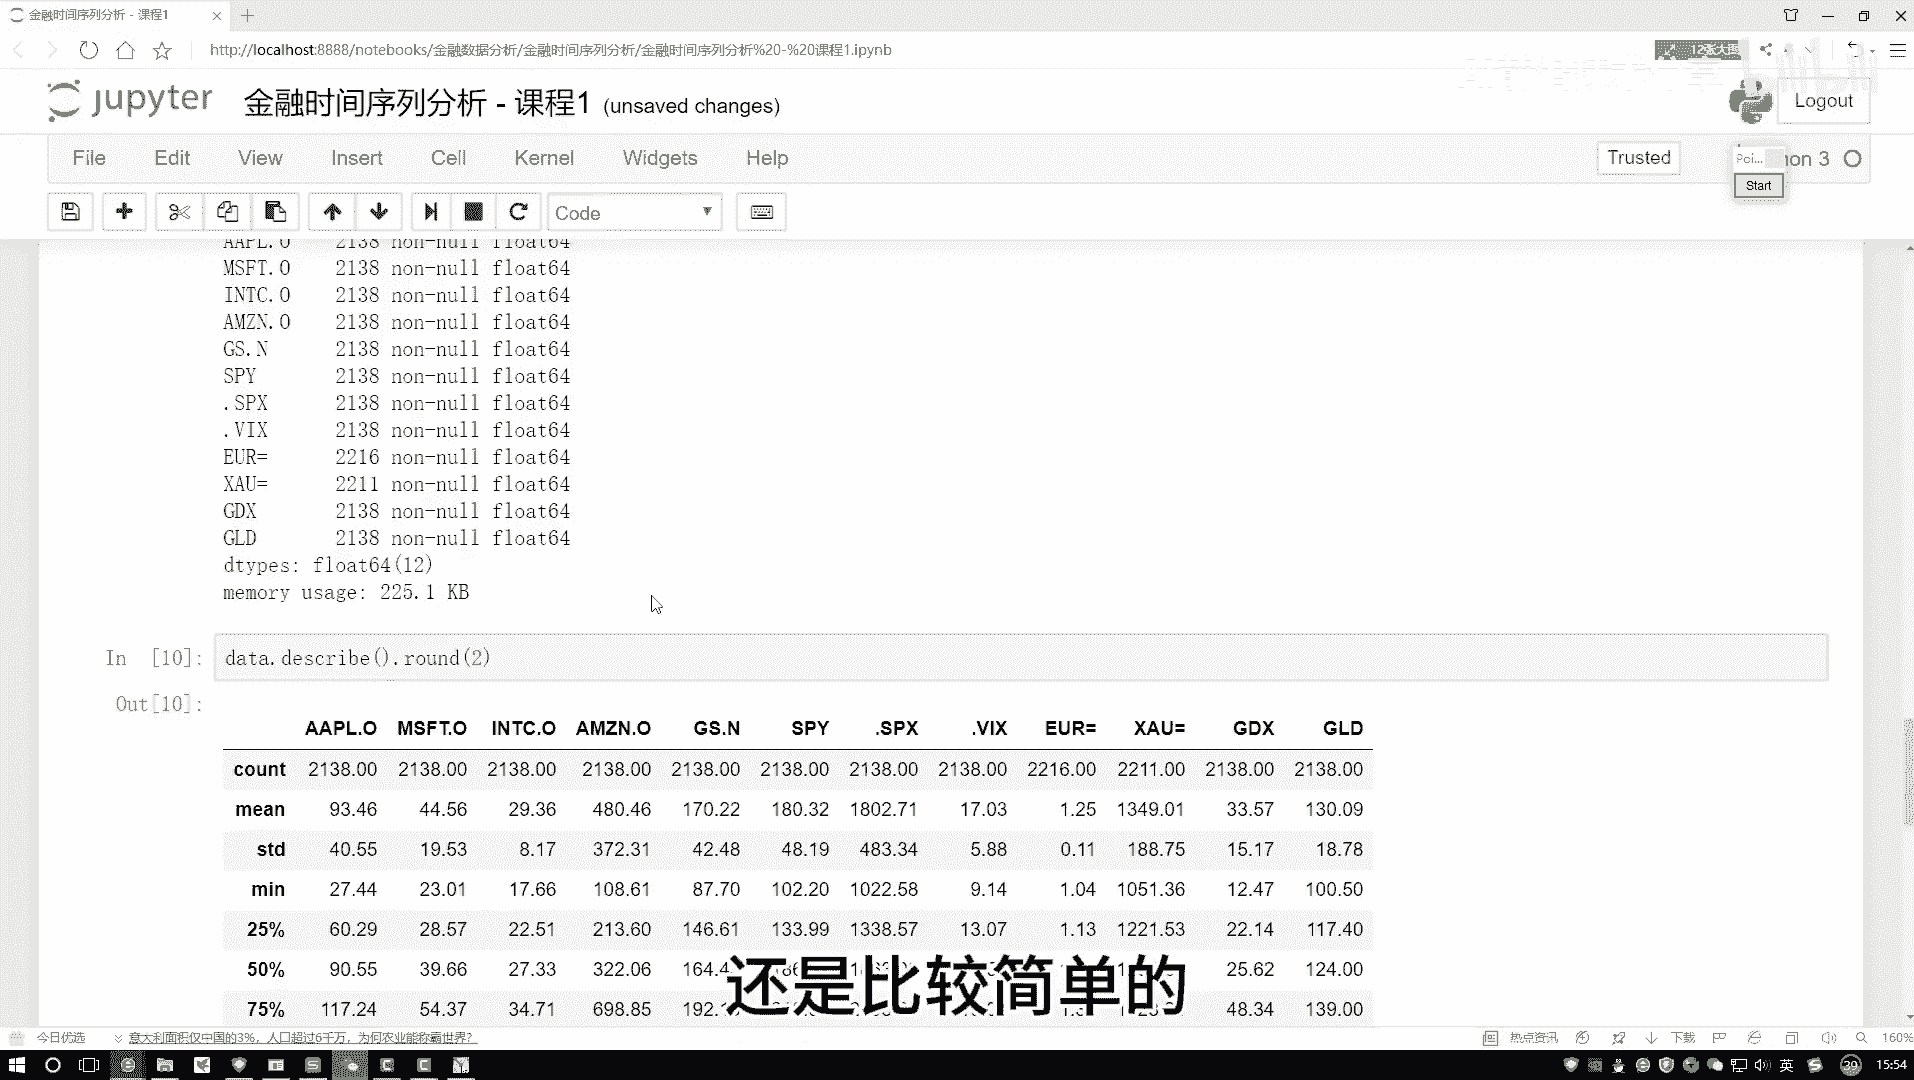 金融时间序列分析 - 课程1
http://localhost:8888/notebooks/金融数据分析/金融时间序列分析/金融时间序列分析%20-%20课程1.ipynb
12张大图
jupyter 金融时间序列分析 - 课程1 (unsaved changes)
Logout
File Edit View Insert Cell Kernel Widgets Help
Trusted
Poi... on 3
Start
Code
AAPL.O 2138 non-null float64
MSFT.O 2138 non-null float64
INTC.O 2138 non-null float64
AMZN.O 2138 non-null float64
GS.N 2138 non-null float64
SPY 2138 non-null float64
.SPX 2138 non-null float64
.VIX 2138 non-null float64
EUR= 2216 non-null float64
XAU= 2211 non-null float64
GDX 2138 non-null float64
GLD 2138 non-null float64
dtypes: float64(12)
memory usage: 225.1 KB
In [10]: data.describe().round(2)
Out[10]:
AAPL.O MSFT.O INTC.O AMZN.O GS.N SPY .SPX .VIX EUR= XAU= GDX GLD
count 2138.00 2138.00 2138.00 2138.00 2138.00 2138.00 2138.00 2138.00 2216.00 2211.00 2138.00 2138.00
mean 93.46 44.56 29.36 480.46 170.22 180.32 1802.71 17.03 1.25 1349.01 33.57 130.09
std 40.55 19.53 8.17 372.31 42.48 48.19 483.34 5.88 0.11 188.75 15.17 18.78
min 27.44 23.01 17.66 108.61 87.70 102.20 1022.58 9.14 1.04 1051.36 12.47 100.50
25% 60.29 28.57 22.51 213.60 146.61 133.99 1338.57 13.07 1.13 1221.53 22.14 117.40
50% 90.55 39.66 27.33 322.06 25.62 124.00
75% 117.24 54.37 34.71 698.85 48.34 139.00
还是比较简单的
今日优选 意大利面积仅中国的3%，人口超过6千万，为何农业能称霸世界?
热点资讯 下载 160%
英 39 15:54